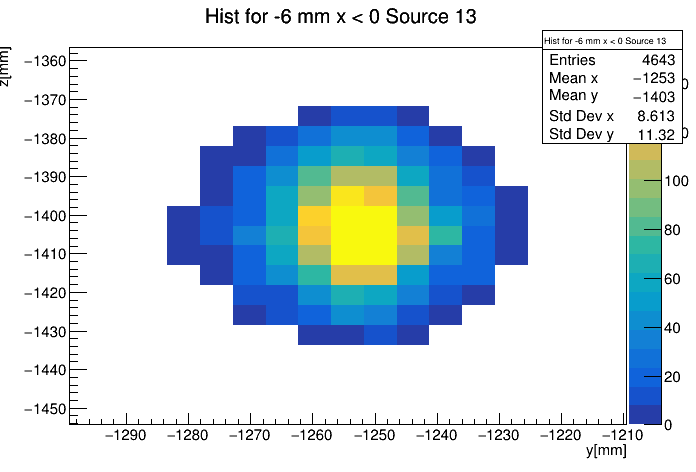 Hist for -6 mm x < 0 Source 13
z[mm]
Hist for -6 mm x < 0 Source 13
Entries 4643
Mean x −1253
Mean y −1403
Std Dev x 8.613
Std Dev y 11.32
−1360
−1370
−1380
−1390
−1400
−1410
−1420
−1430
−1440
−1450
100
80
60
40
20
0
−1290 −1280 −1270 −1260 −1250 −1240 −1230 −1220 −1210
y[mm]